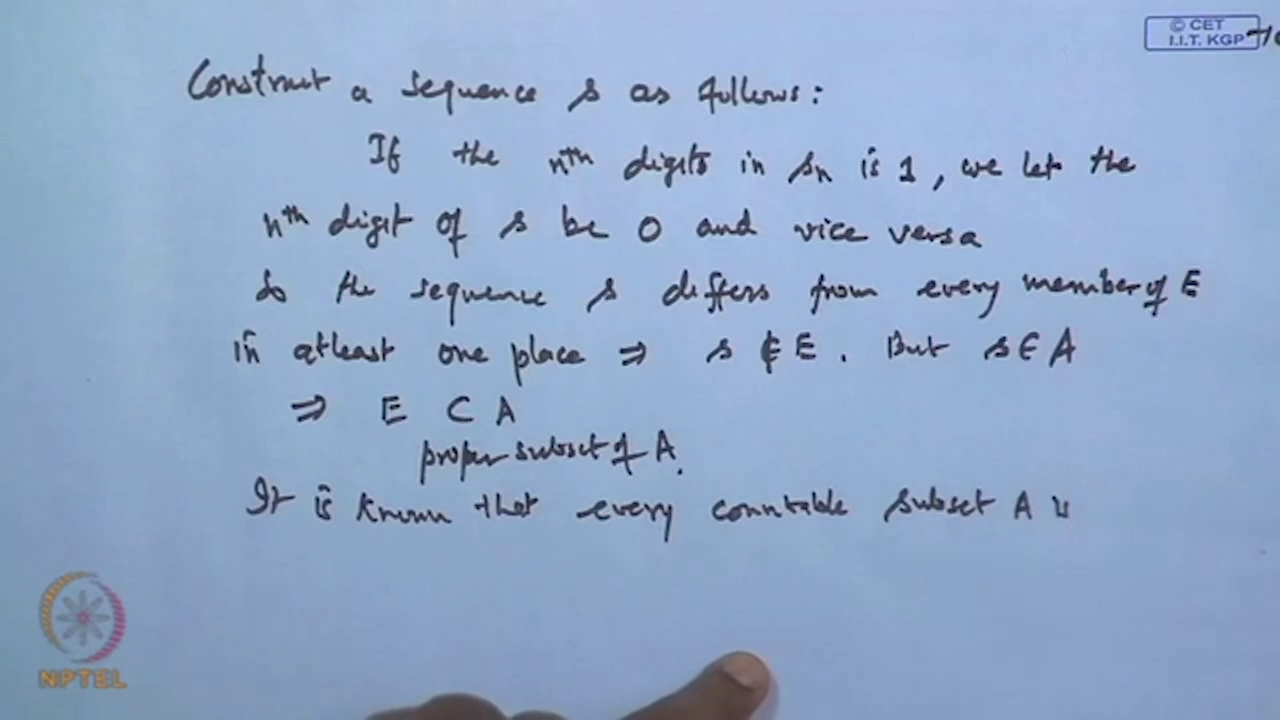 © CET
I.I.T. KGP
Construct a sequence s as follows:
If the nth digits in sn is 1, we let the
nth digit of s be 0 and vice versa
So the sequence s differs from every member of E
in atleast one place ⇒ s ∉ E. But s ∈ A
⇒ E ⊂ A
proper subset of A.
It is known that every countable subset A is
NPTEL